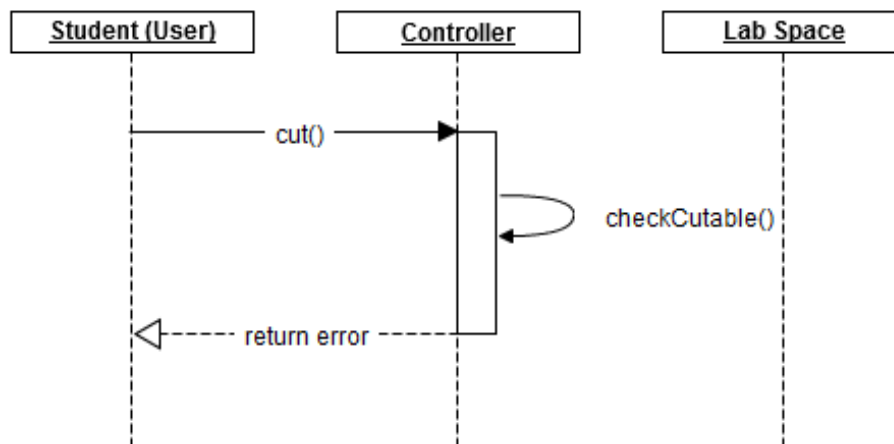 Student (User)
Controller
Lab Space
cut()
checkCutable()
return error